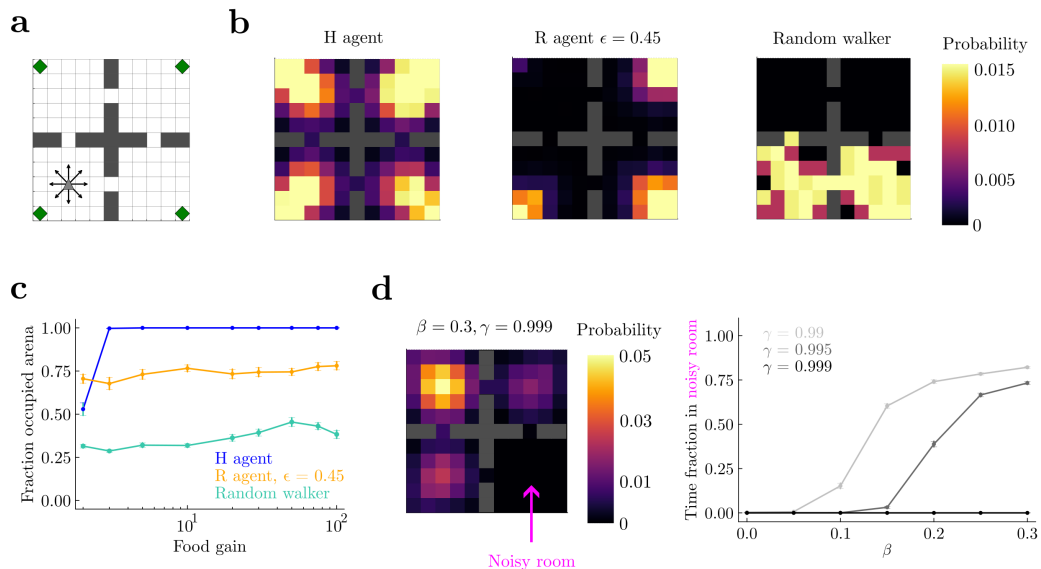 a
b
H agent
R agent ϵ = 0.45
Random walker
Probability
0.015
0.010
0.005
0
c
Fraction occupied arena
1.00
0.75
0.50
0.25
0.00
H agent
R agent, ϵ = 0.45
Random walker
10¹
10²
Food gain
d
β = 0.3, γ = 0.999
Probability
0.05
0.03
0.01
0
Noisy room
Time fraction in noisy room
1.00
0.75
0.50
0.25
0.00
γ = 0.99
γ = 0.995
γ = 0.999
0.0
0.1
0.2
0.3
β